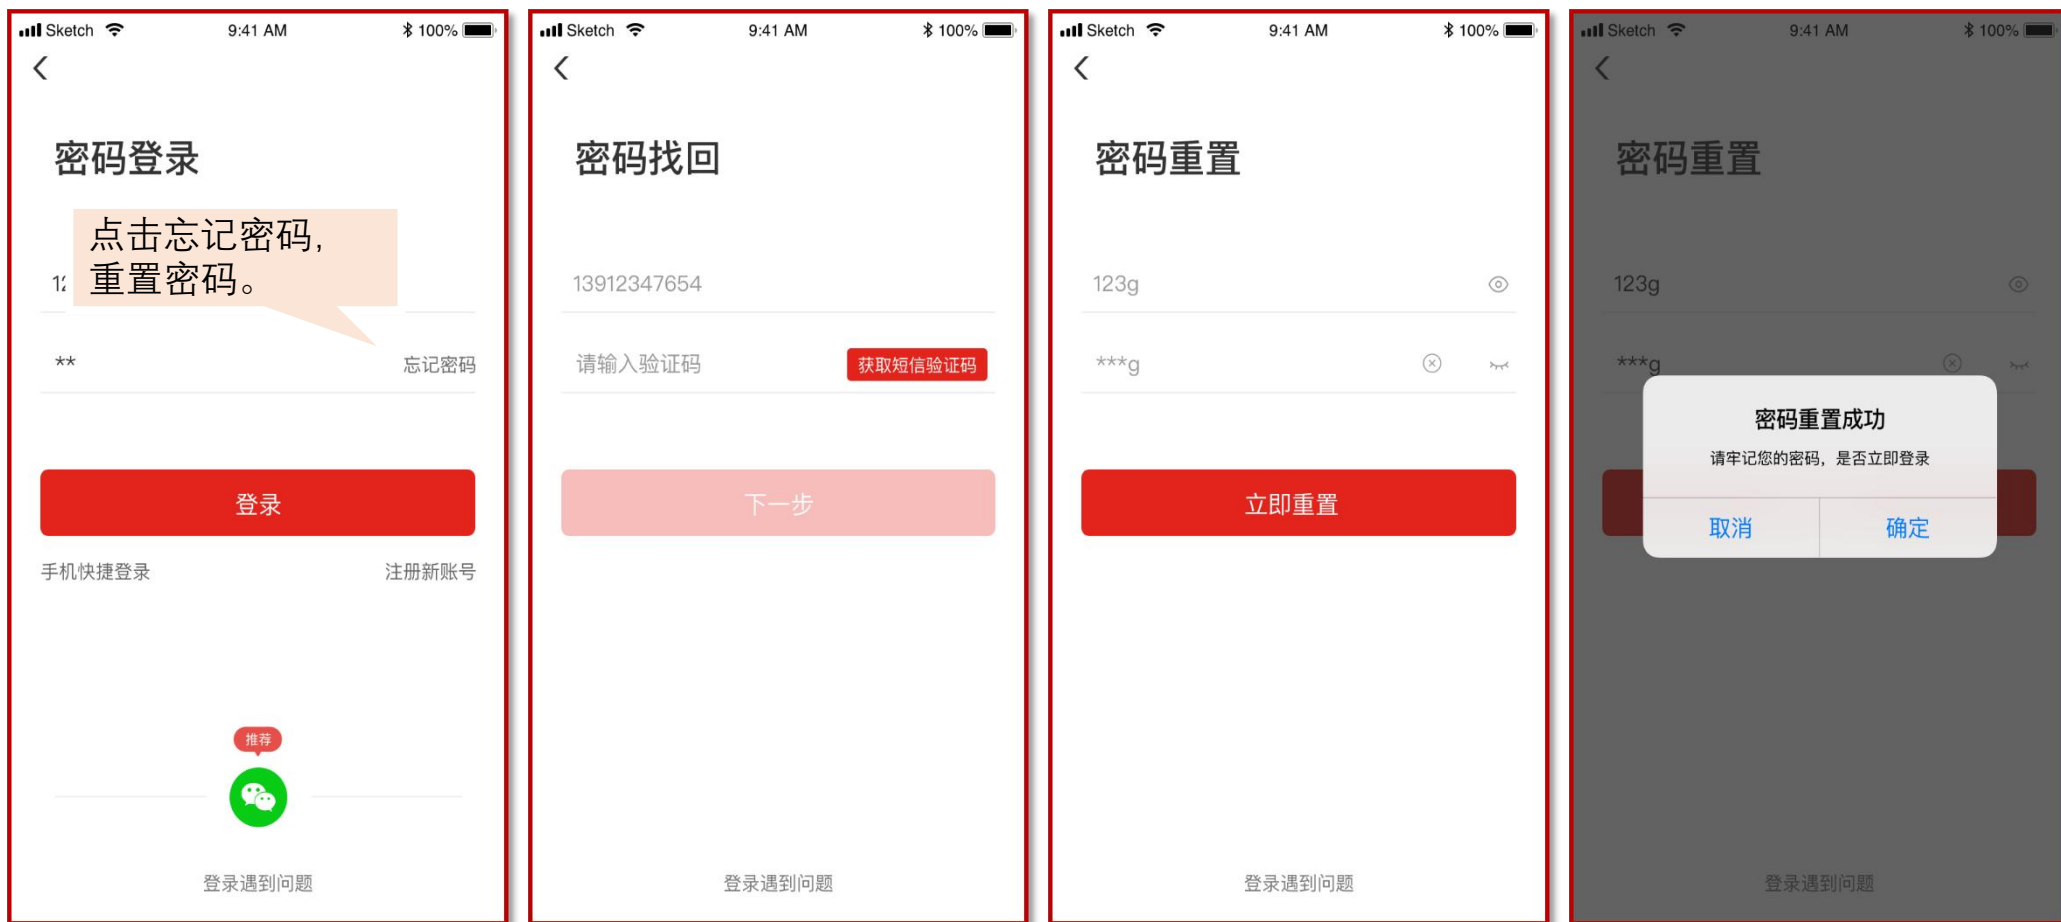 Sketch 9:41 AM 100%
密码登录
点击忘记密码,
重置密码。
12
** 忘记密码
登录
手机快捷登录 注册新账号
推荐
登录遇到问题
Sketch 9:41 AM 100%
密码找回
13912347654
请输入验证码 获取短信验证码
下一步
登录遇到问题
Sketch 9:41 AM 100%
密码重置
123g
***g
立即重置
登录遇到问题
Sketch 9:41 AM 100%
密码重置
123g
***g
密码重置成功
请牢记您的密码，是否立即登录
取消 确定
登录遇到问题